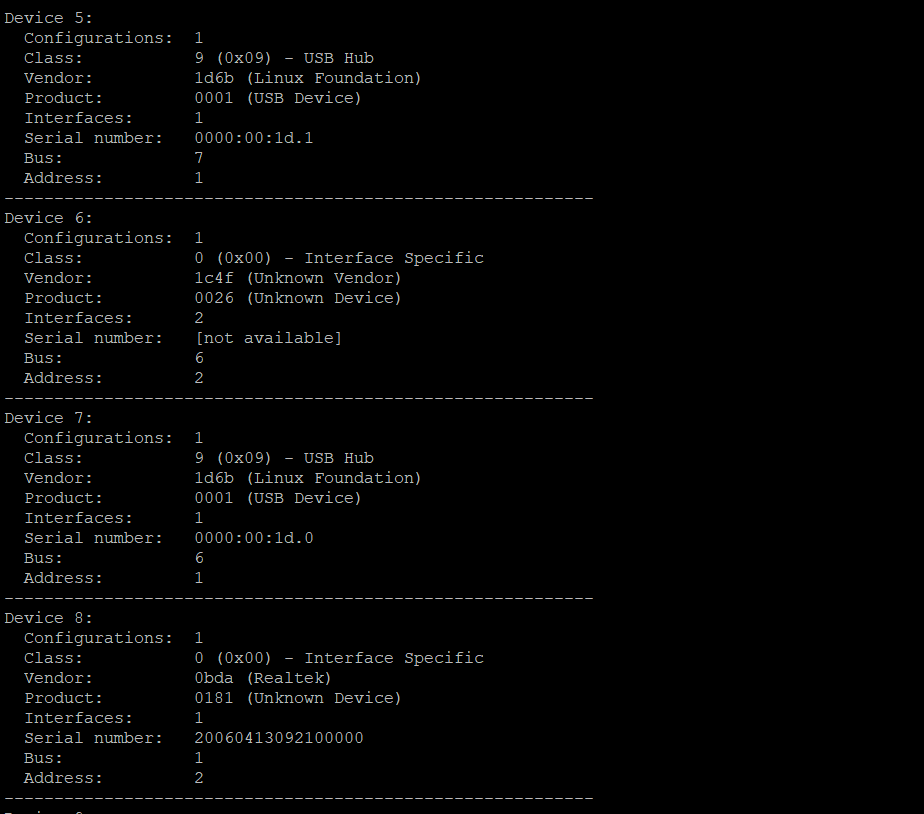 Device 5:
  Configurations:  1
  Class:           9 (0x09) - USB Hub
  Vendor:          1d6b (Linux Foundation)
  Product:         0001 (USB Device)
  Interfaces:      1
  Serial number:   0000:00:1d.1
  Bus:             7
  Address:         1
-----------------------------------------------------------
Device 6:
  Configurations:  1
  Class:           0 (0x00) - Interface Specific
  Vendor:          1c4f (Unknown Vendor)
  Product:         0026 (Unknown Device)
  Interfaces:      2
  Serial number:   [not available]
  Bus:             6
  Address:         2
-----------------------------------------------------------
Device 7:
  Configurations:  1
  Class:           9 (0x09) - USB Hub
  Vendor:          1d6b (Linux Foundation)
  Product:         0001 (USB Device)
  Interfaces:      1
  Serial number:   0000:00:1d.0
  Bus:             6
  Address:         1
-----------------------------------------------------------
Device 8:
  Configurations:  1
  Class:           0 (0x00) - Interface Specific
  Vendor:          0bda (Realtek)
  Product:         0181 (Unknown Device)
  Interfaces:      1
  Serial number:   20060413092100000
  Bus:             1
  Address:         2
-----------------------------------------------------------